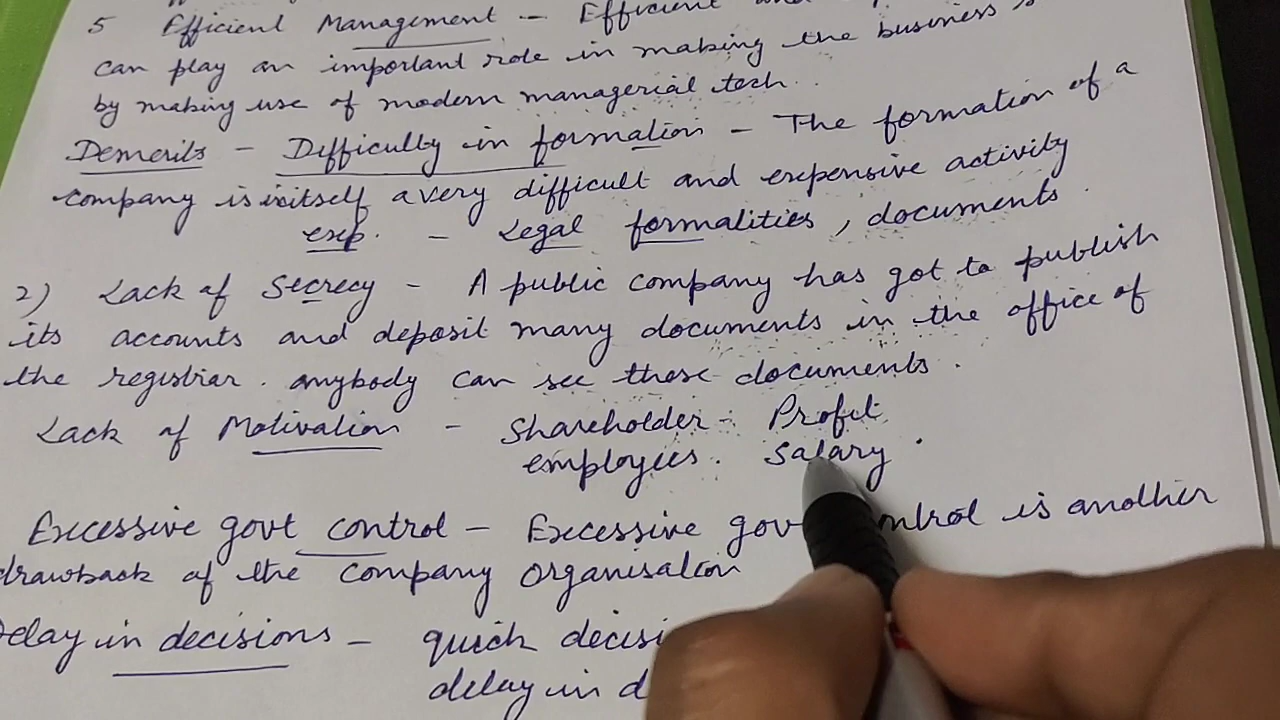 5 Efficient Management - Efficient and
can play an important role in making the business
by making use of modern managerial tech.
Demerits - Difficulty in formation - The formation of a
company is initself a very difficult and expensive activity
exp. - Legal formalities, documents.
2) Lack of Secrecy - A public company has got to publish
its accounts and deposit many documents in the office of
the registrar. anybody can see these documents.
Lack of Motivation - Shareholder - Profit
employees. Salary.
Excessive govt control - Excessive control is another
drawback of the company Organisation
Delay in decisions - quick
delay in